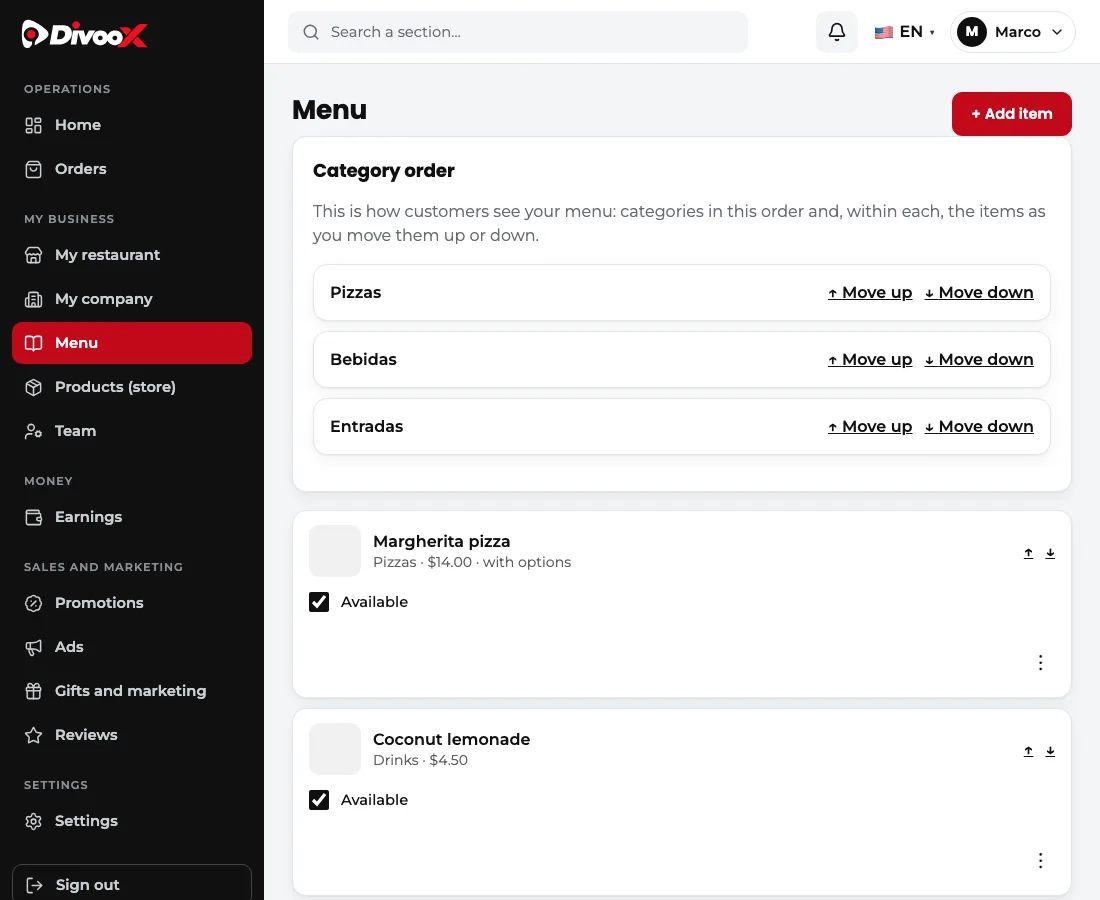 DivooX
Search a section...
EN
M
Marco
OPERATIONS
Home
Orders
MY BUSINESS
My restaurant
My company
Menu
Products (store)
Team
MONEY
Earnings
SALES AND MARKETING
Promotions
Ads
Gifts and marketing
Reviews
SETTINGS
Settings
Sign out
Menu
+ Add item
Category order
This is how customers see your menu: categories in this order and, within each, the items as
you move them up or down.
Pizzas ↑ Move up ↓ Move down
Bebidas ↑ Move up ↓ Move down
Entradas ↑ Move up ↓ Move down
Margherita pizza
Pizzas · $14.00 · with options
↑ ↓
Available
Coconut lemonade
Drinks · $4.50
↑ ↓
Available